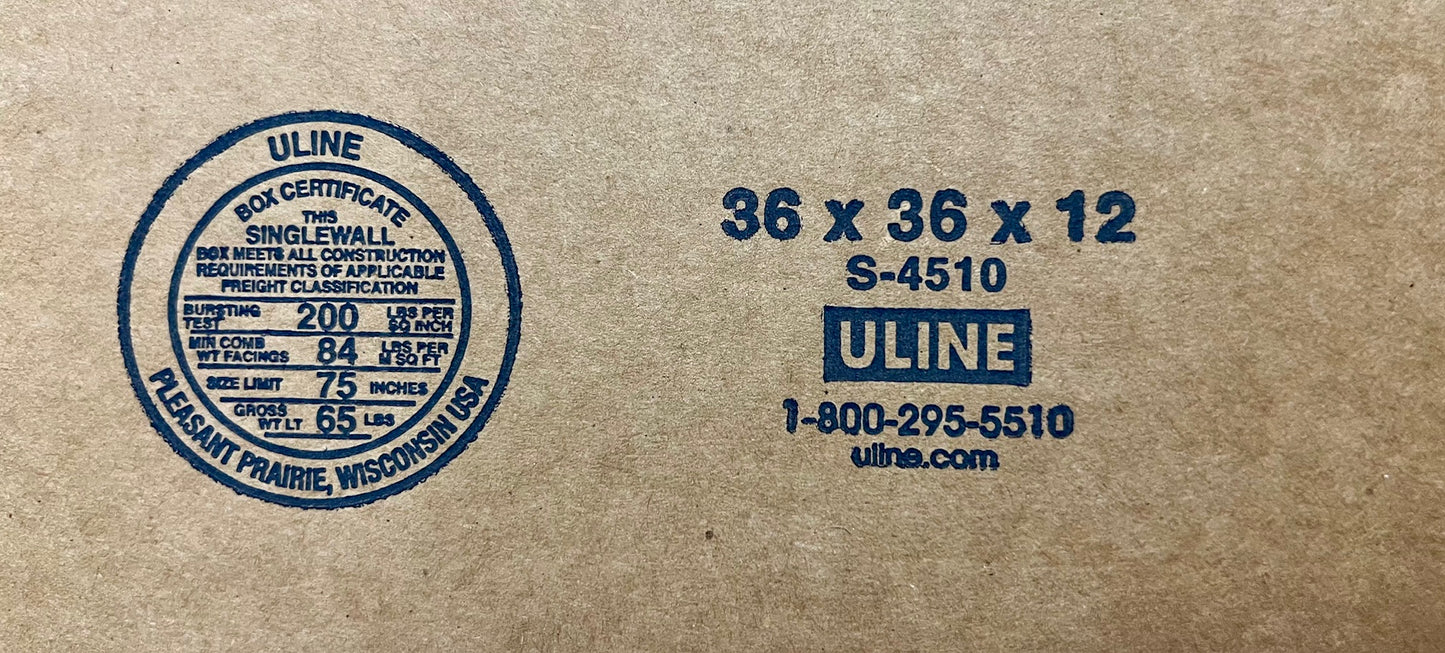 ULINE
BOX CERTIFICATE
THIS
SINGLEWALL
BOX MEETS ALL CONSTRUCTION
REQUIREMENTS OF APPLICABLE
FREIGHT CLASSIFICATION
BURSTING TEST 200 LBS PER SQ INCH
MIN COMB WT FACINGS 84 LBS PER M SQ FT
SIZE LIMIT 75 INCHES
GROSS WT LT 65 LBS
PLEASANT PRAIRIE, WISCONSIN USA
36 x 36 x 12
S-4510
ULINE
1-800-295-5510
uline.com